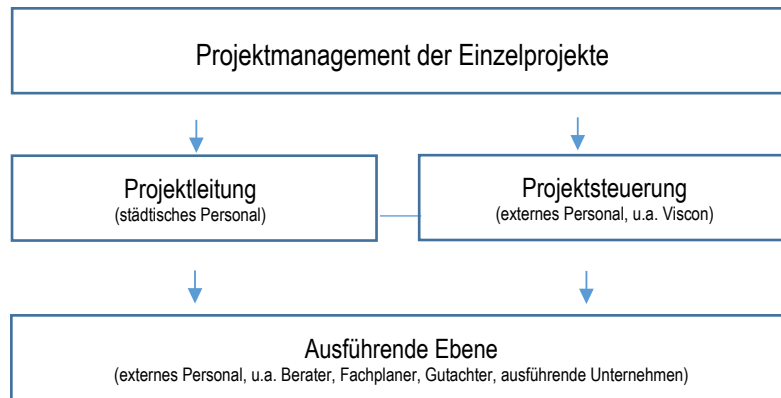 Projektmanagement der Einzelprojekte
Projektleitung
(städtisches Personal)
Projektsteuerung
(externes Personal, u.a. Viscon)
Ausführende Ebene
(externes Personal, u.a. Berater, Fachplaner, Gutachter, ausführende Unternehmen)